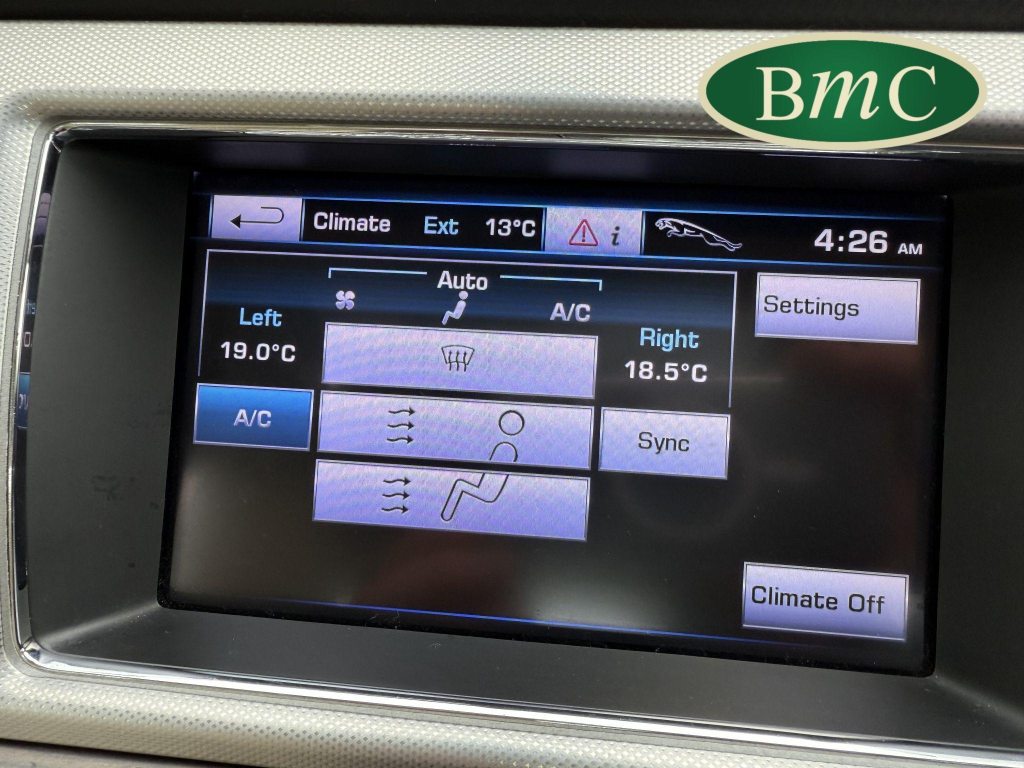 BmC
Climate Ext 13°C i 4:26 AM
Auto
A/C
Left
19.0°C
Right
18.5°C
Settings
A/C
Sync
Climate Off